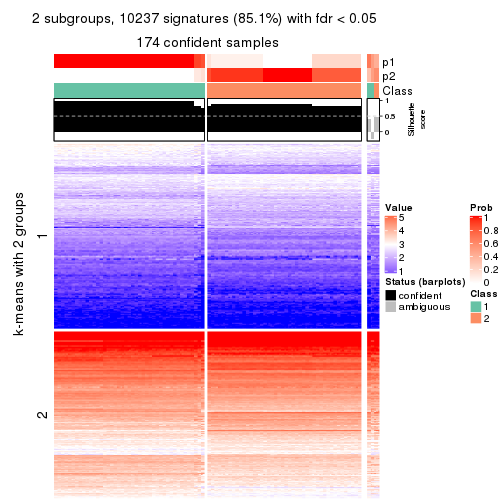 2 subgroups, 10237 signatures (85.1%) with fdr < 0.05
174 confident samples
p1
p2
Class
1
0.5
0
Silhouette
score
k-means with 2 groups
1
2
Value
5
4
3
2
1
Status (barplots)
confident
ambiguous
Prob
1
0.8
0.6
0.4
0.2
0
Class
1
2